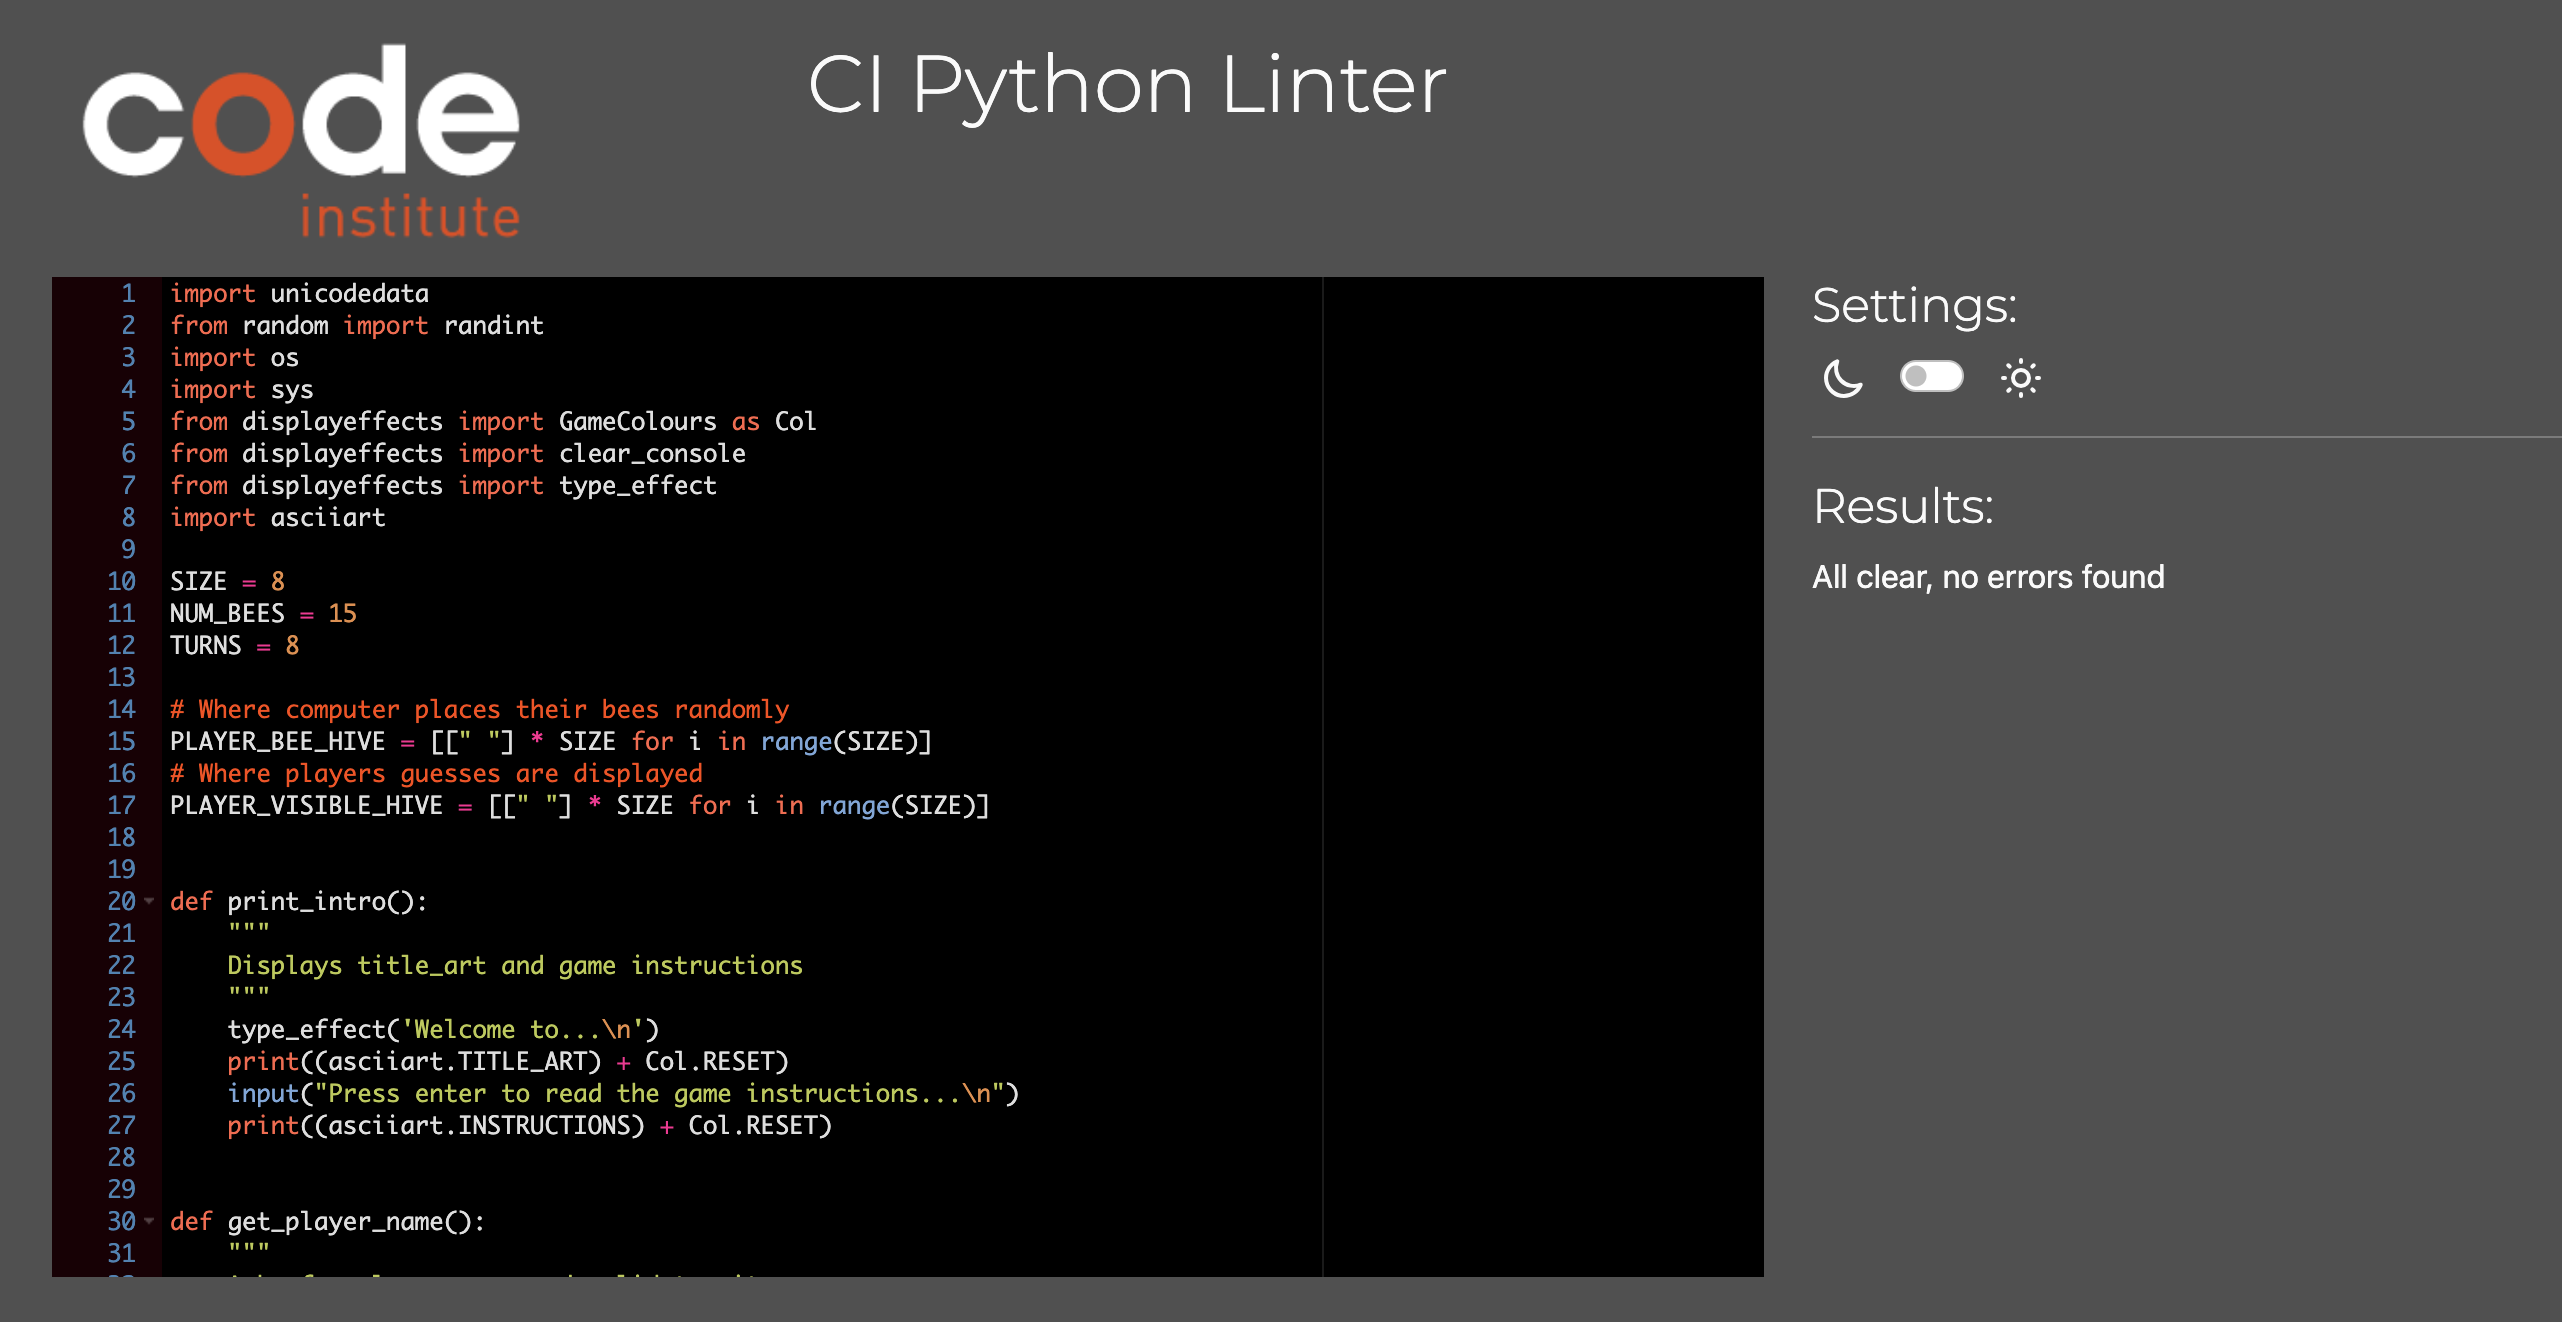 code
institute
CI Python Linter
1 import unicodedata
2 from random import randint
3 import os
4 import sys
5 from displayeffects import GameColours as Col
6 from displayeffects import clear_console
7 from displayeffects import type_effect
8 import asciiart
9
10 SIZE = 8
11 NUM_BEES = 15
12 TURNS = 8
13
14 # Where computer places their bees randomly
15 PLAYER_BEE_HIVE = [[" "] * SIZE for i in range(SIZE)]
16 # Where players guesses are displayed
17 PLAYER_VISIBLE_HIVE = [[" "] * SIZE for i in range(SIZE)]
18
19
20 def print_intro():
21     """
22     Displays title_art and game instructions
23     """
24     type_effect('Welcome to...\n')
25     print((asciiart.TITLE_ART) + Col.RESET)
26     input("Press enter to read the game instructions...\n")
27     print((asciiart.INSTRUCTIONS) + Col.RESET)
28
29
30 def get_player_name():
31     """
Settings:
Results:
All clear, no errors found